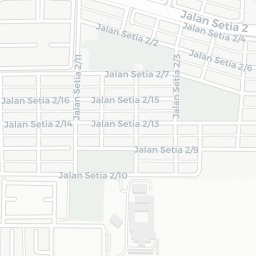 Jalan Setia 2
Jalan Setia 2/2
Jalan Setia 2/4
Jalan Setia 2/6
Jalan Setia 2/11
Jalan Setia 2/3
Jalan Setia 2/7
Jalan Setia 2/16
Jalan Setia 2/15
Jalan Setia 2/14
Jalan Setia 2/13
Jalan Setia 2/9
Jalan Setia 2/10